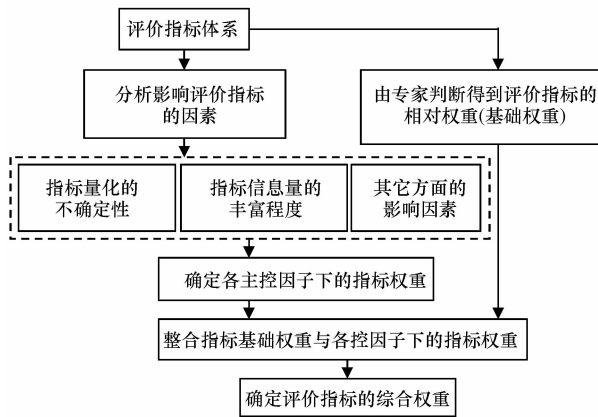 评价指标体系
分析影响评价指标
的因素
由专家判断得到评价指标的
相对权重(基础权重)
指标量化的
不确定性
指标信息量的
丰富程度
其它方面的
影响因素
确定各主控因子下的指标权重
整合指标基础权重与各控因子下的指标权重
确定评价指标的综合权重